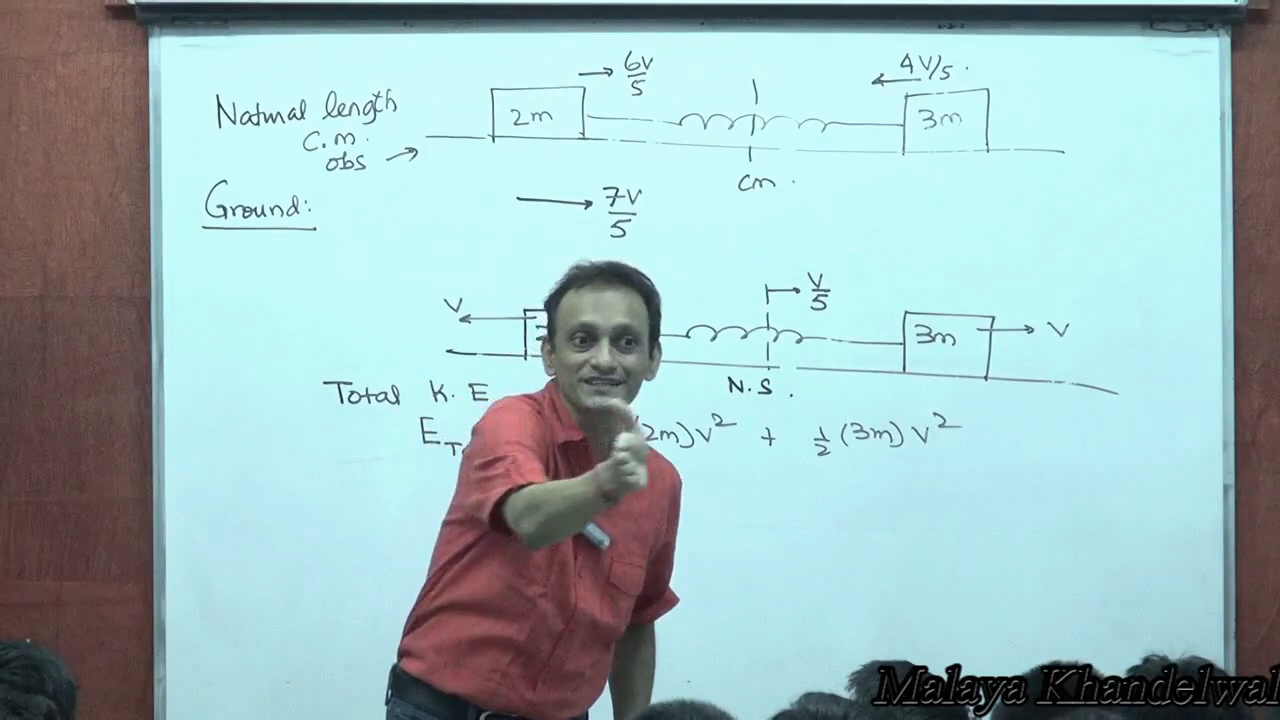 6V/5
4V/5.
Natural length
2m
3m
C.m.
obs
cm.
Ground:
7V/5
V/5
V
3m
V
Total K.E
N.S.
E (2m)V² + ½(3m)V²
Malaya Khandelwal